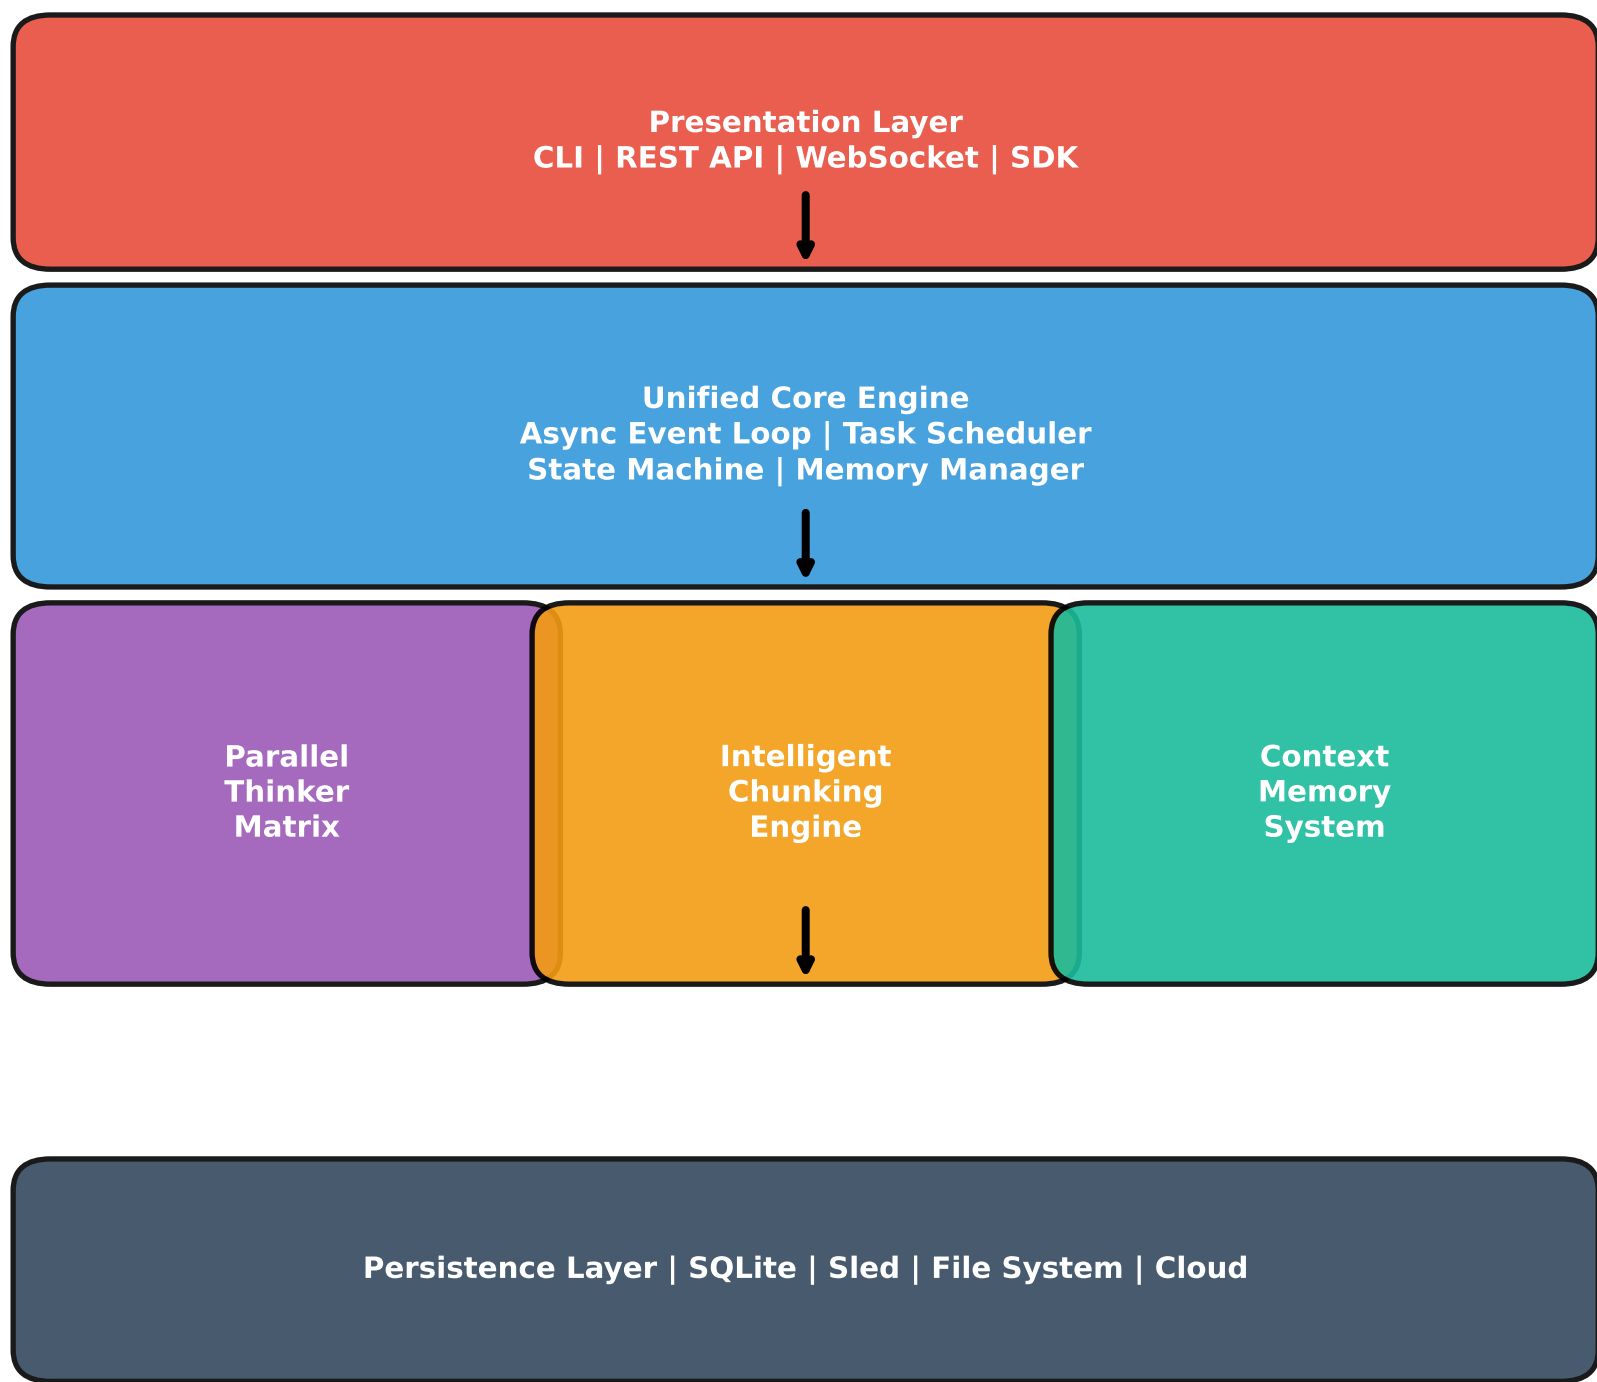 Presentation Layer
CLI | REST API | WebSocket | SDK
Unified Core Engine
Async Event Loop | Task Scheduler
State Machine | Memory Manager
Parallel
Thinker
Matrix
Intelligent
Chunking
Engine
Context
Memory
System
Persistence Layer | SQLite | Sled | File System | Cloud